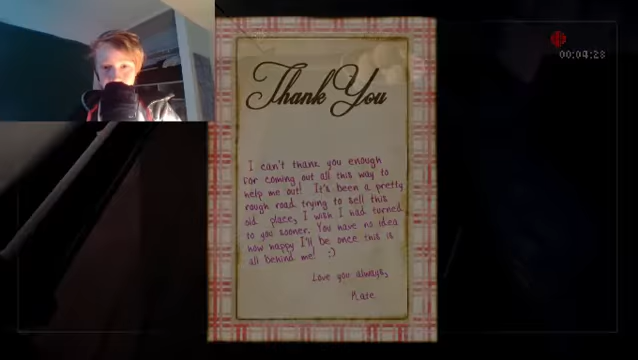 00:04:28
Thank You
I can't thank you enough
for coming out all this way to
help me out! It's been a pretty
rough road trying to sell this
old place, I wish I had turned
to you sooner. You have no idea
how happy I'll be once this is
all behind me! :)
Love you always,
Kate.